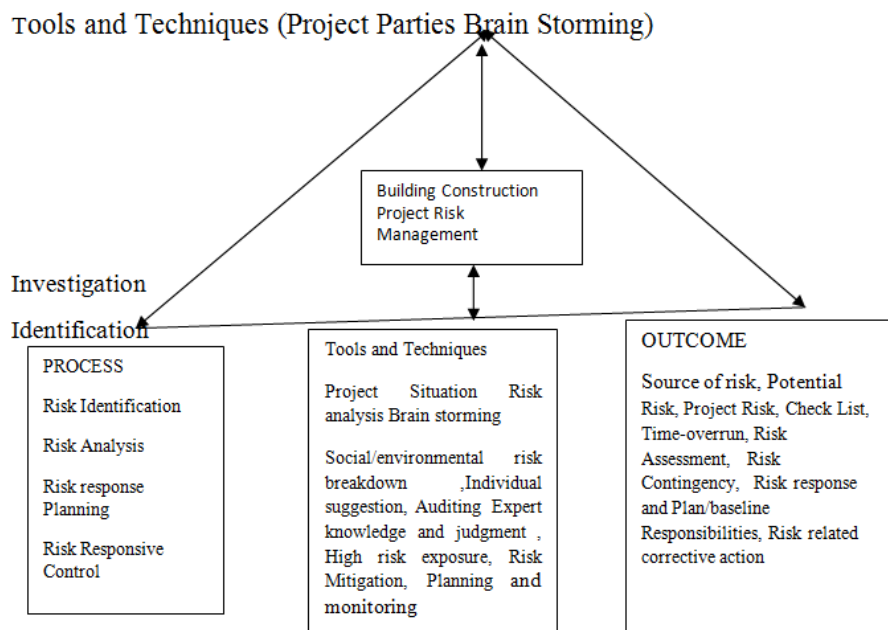 Tools and Techniques (Project Parties Brain Storming)
Building Construction
Project Risk
Management
Investigation
Identification
PROCESS
Risk Identification
Risk Analysis
Risk response
Planning
Risk Responsive
Control
Tools and Techniques
Project Situation Risk
analysis Brain storming
Social/environmental risk
breakdown ,Individual
suggestion, Auditing Expert
knowledge and judgment ,
High risk exposure, Risk
Mitigation, Planning and
monitoring
OUTCOME
Source of risk, Potential
Risk, Project Risk, Check List,
Time-overrun, Risk
Assessment, Risk
Contingency, Risk response
and Plan/baseline
Responsibilities, Risk related
corrective action